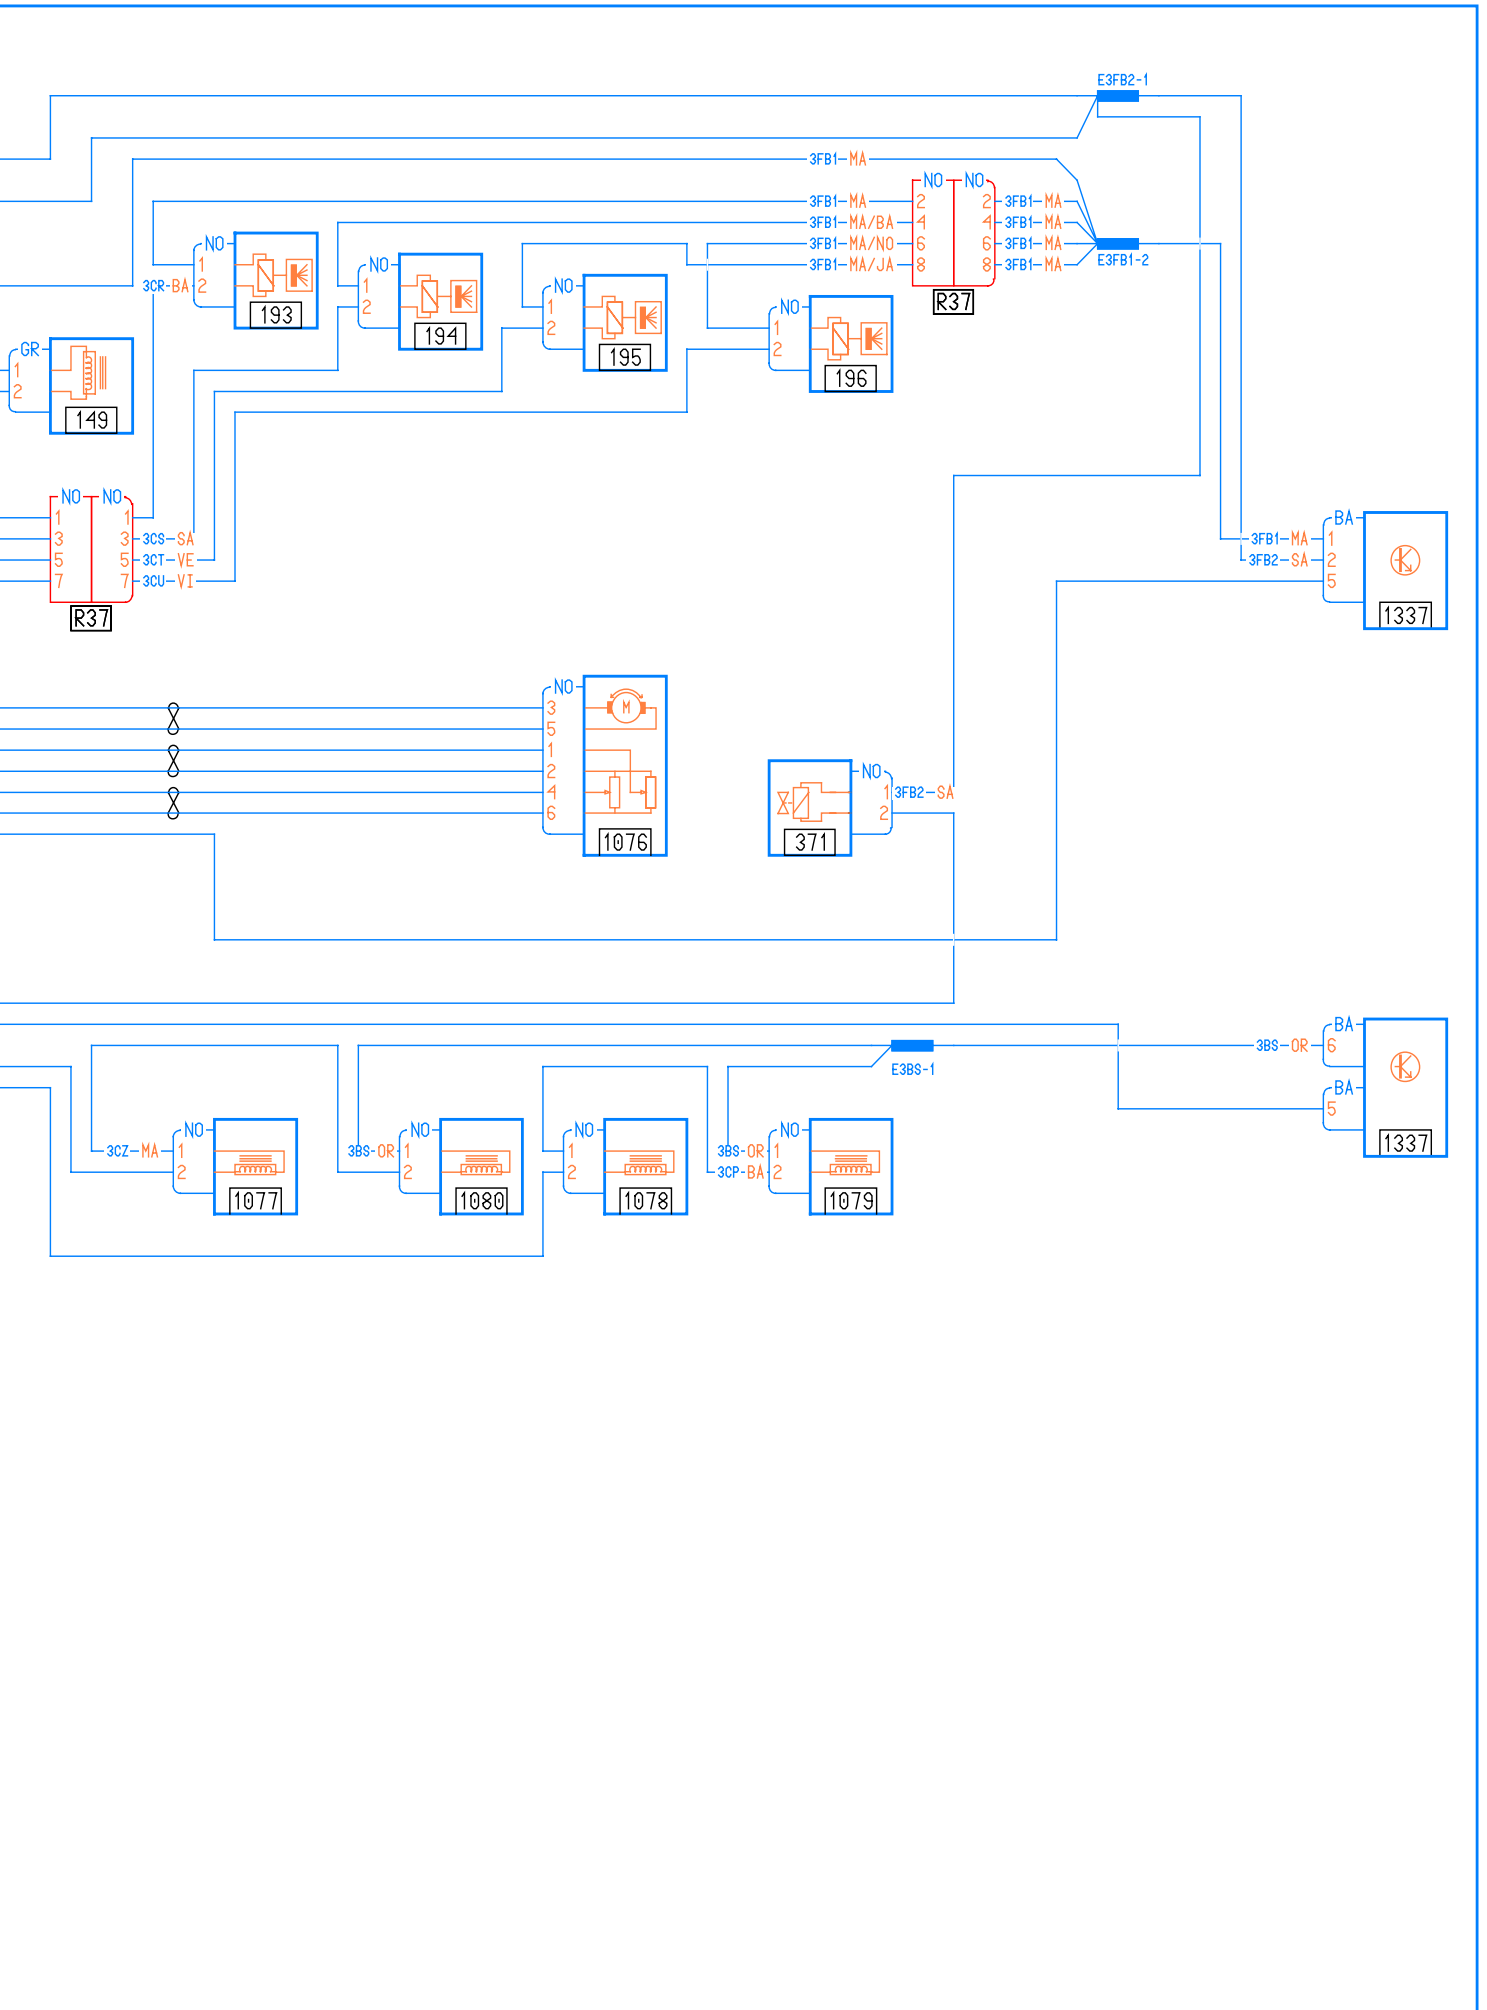 E3FB2-1
3FB1 MA
NO NO
3FB1 MA 2 2 3FB1 MA
3FB1 MA/BA 4 4 3FB1 MA
3FB1 MA/NO 6 6 3FB1 MA
3FB1 MA/JA 8 8 3FB1 MA
E3FB1-2
R37
NO
1
3CR-BA 2
193
NO
1
2
194
NO
1
2
195
NO
1
2
196
GR
1
2
149
NO NO
1 1
3 3 3CS SA
5 5 3CT VE
7 7 3CU VI
R37
BA
3FB1 MA 1
3FB2 SA 2
5
1337
NO
3 M
5
1
2
4
6
1076
NO
1 3FB2 SA
2
371
BA
3BS OR 6
BA
5
1337
E3BS-1
NO
3CZ MA 1
2
1077
NO
3BS-OR 1
2
1080
NO
1
2
1078
NO
3BS-OR 1
3CP-BA 2
1079